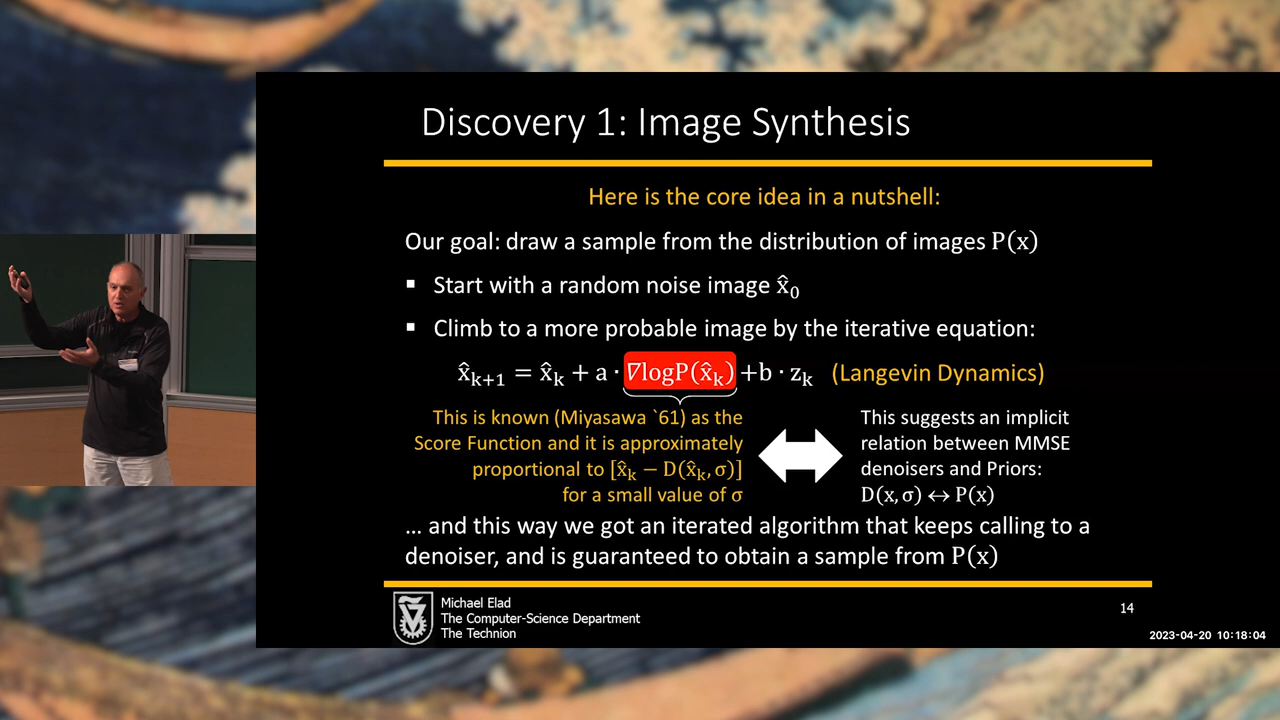 Discovery 1: Image Synthesis
Here is the core idea in a nutshell:
Our goal: draw a sample from the distribution of images P(x)
▪ Start with a random noise image x̂₀
▪ Climb to a more probable image by the iterative equation:
x̂ₖ₊₁ = x̂ₖ + a · ∇logP(x̂ₖ) +b · zₖ (Langevin Dynamics)
This is known (Miyasawa `61) as the
Score Function and it is approximately
proportional to [x̂ₖ − D(x̂ₖ, σ)]
for a small value of σ
This suggests an implicit
relation between MMSE
denoisers and Priors:
D(x, σ) ↔ P(x)
... and this way we got an iterated algorithm that keeps calling to a
denoiser, and is guaranteed to obtain a sample from P(x)
Michael Elad
The Computer-Science Department
The Technion
14
2023-04-20 10:18:04